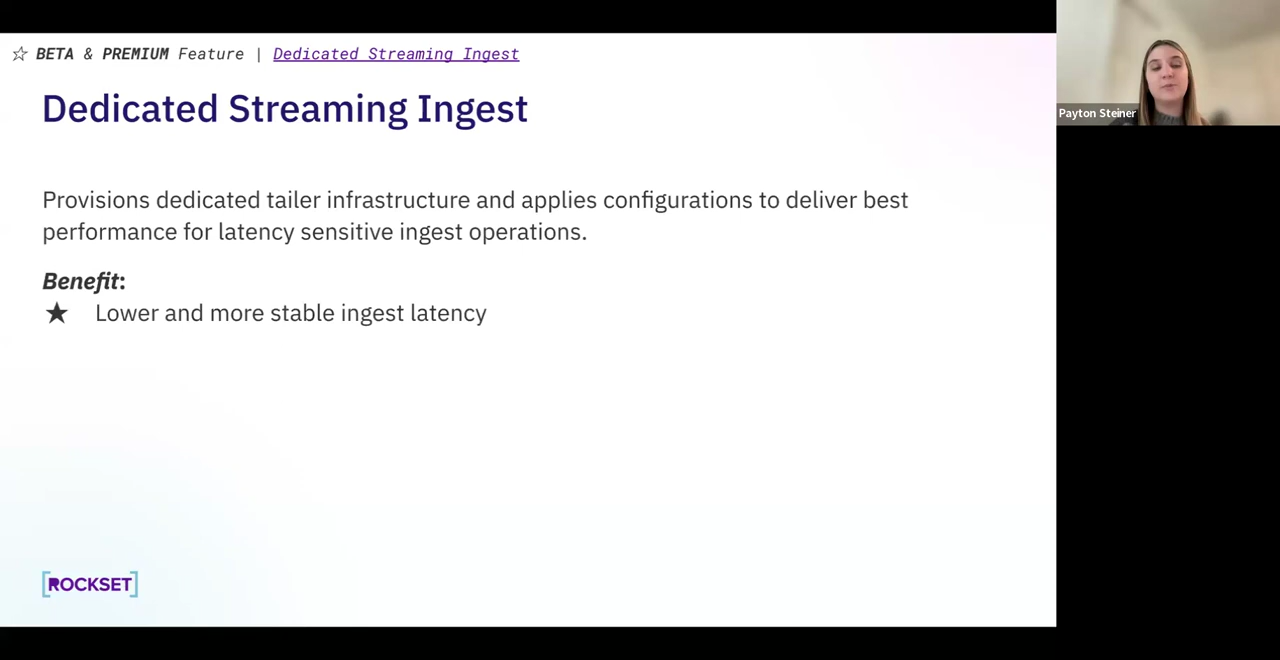 ☆ BETA & PREMIUM Feature | Dedicated Streaming Ingest
Dedicated Streaming Ingest
Provisions dedicated tailer infrastructure and applies configurations to deliver best
performance for latency sensitive ingest operations.
Benefit:
★ Lower and more stable ingest latency
[ROCKSET]
Payton Steiner